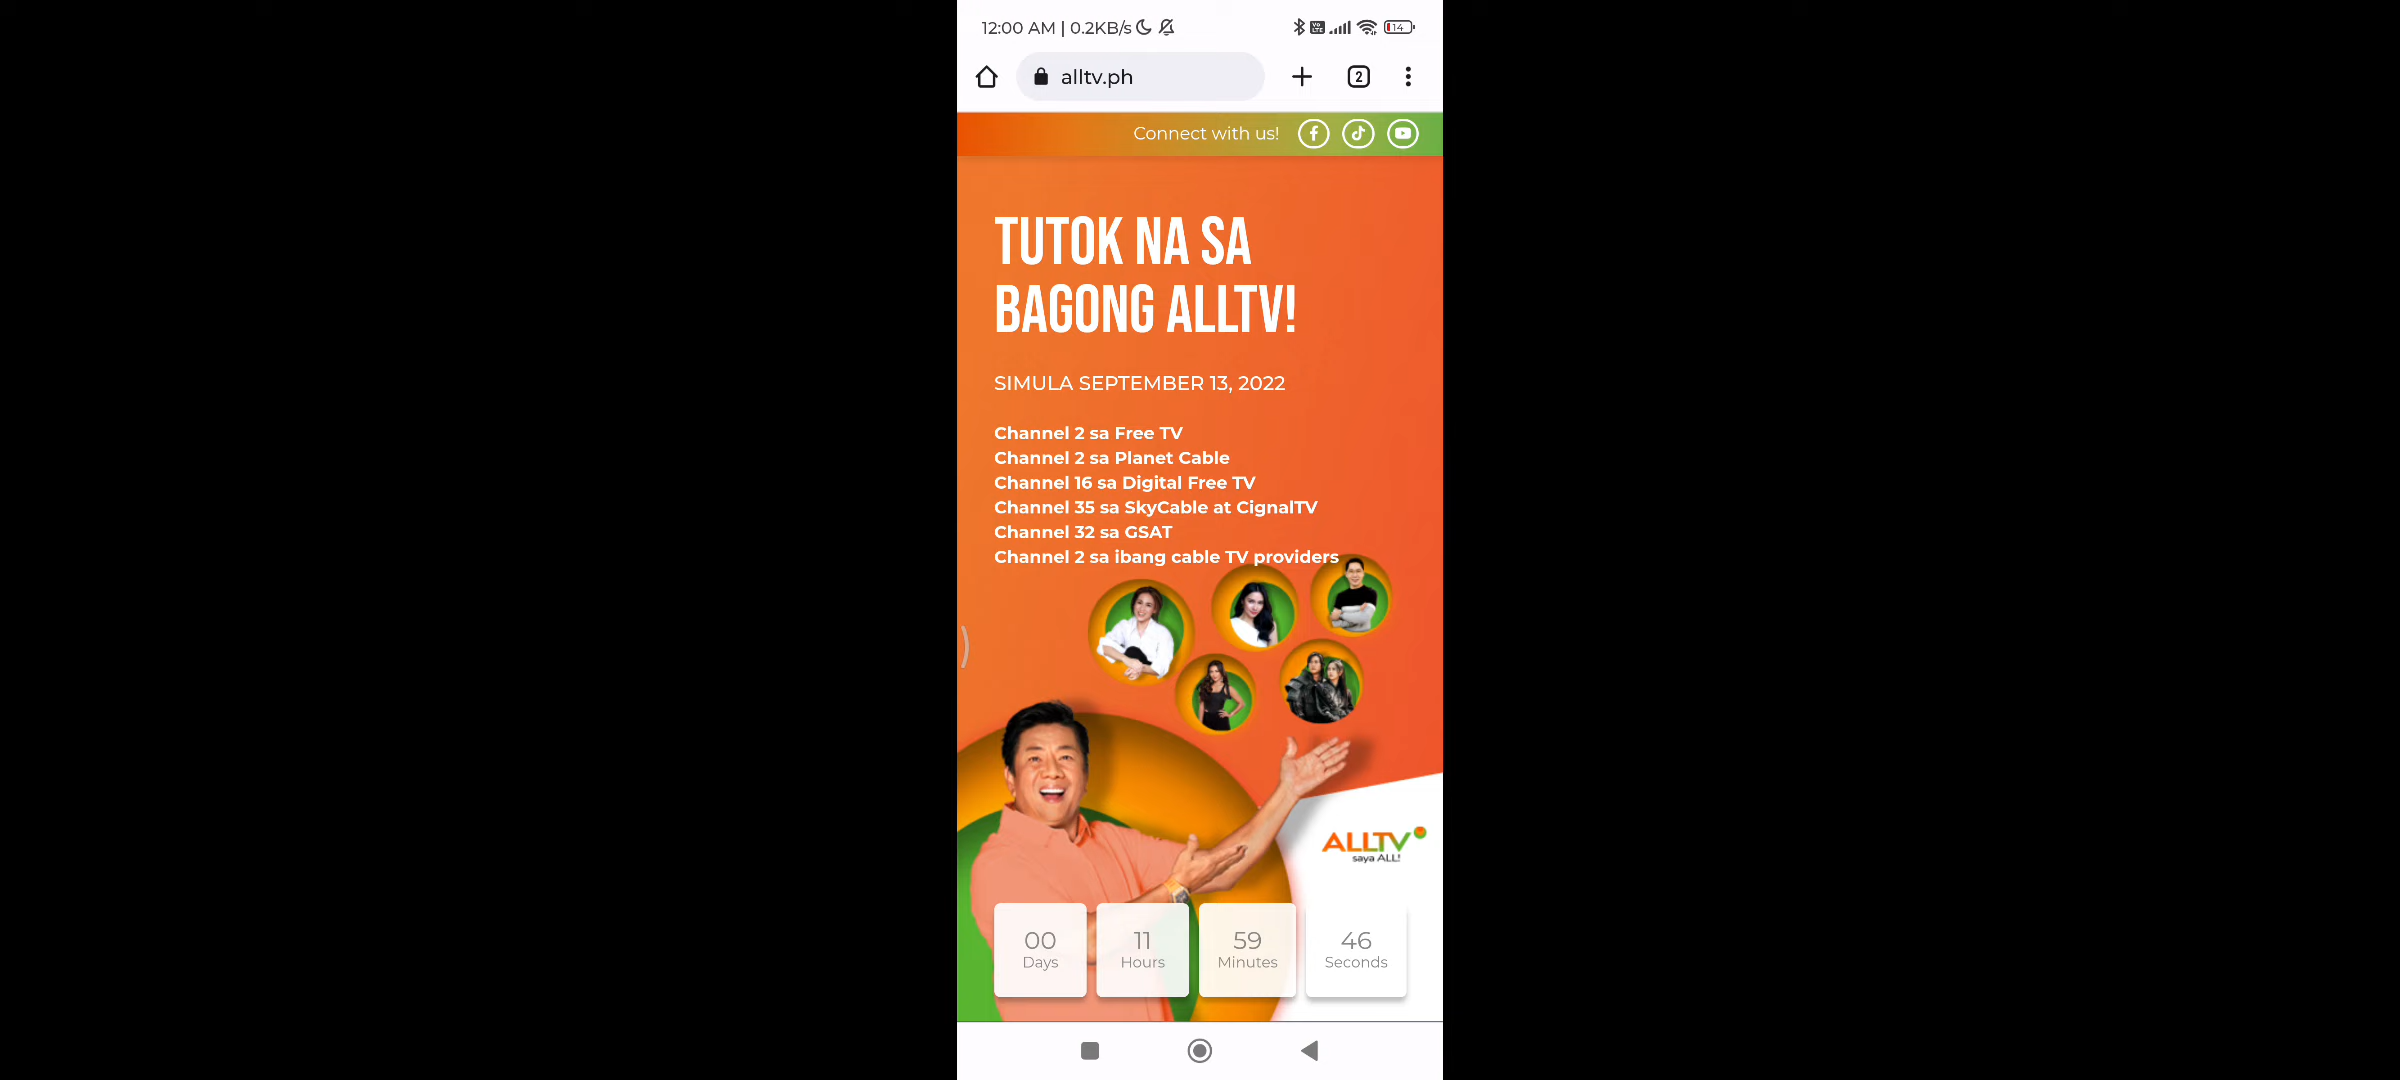 12:00 AM | 0.2KB/s
14
alltv.ph
2
Connect with us!
TUTOK NA SA
BAGONG ALLTV!
SIMULA SEPTEMBER 13, 2022
Channel 2 sa Free TV
Channel 2 sa Planet Cable
Channel 16 sa Digital Free TV
Channel 35 sa SkyCable at CignalTV
Channel 32 sa GSAT
Channel 2 sa ibang cable TV providers
ALLTV
saya ALL!
00 11 59 46
Days Hours Minutes Seconds